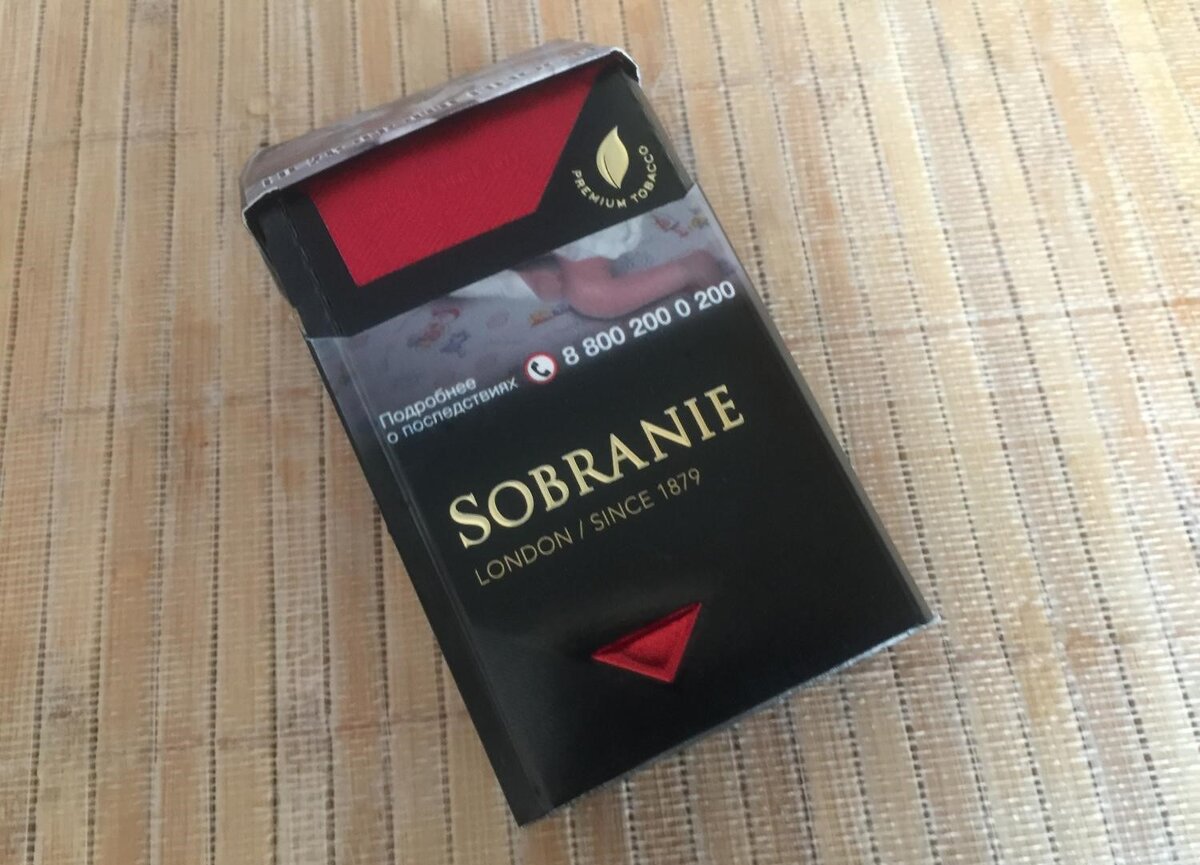 PREMIUM TOBACCO
Подробнее
о последствиях
8 800 200 0 200
SOBRANIE
LONDON / SINCE 1879